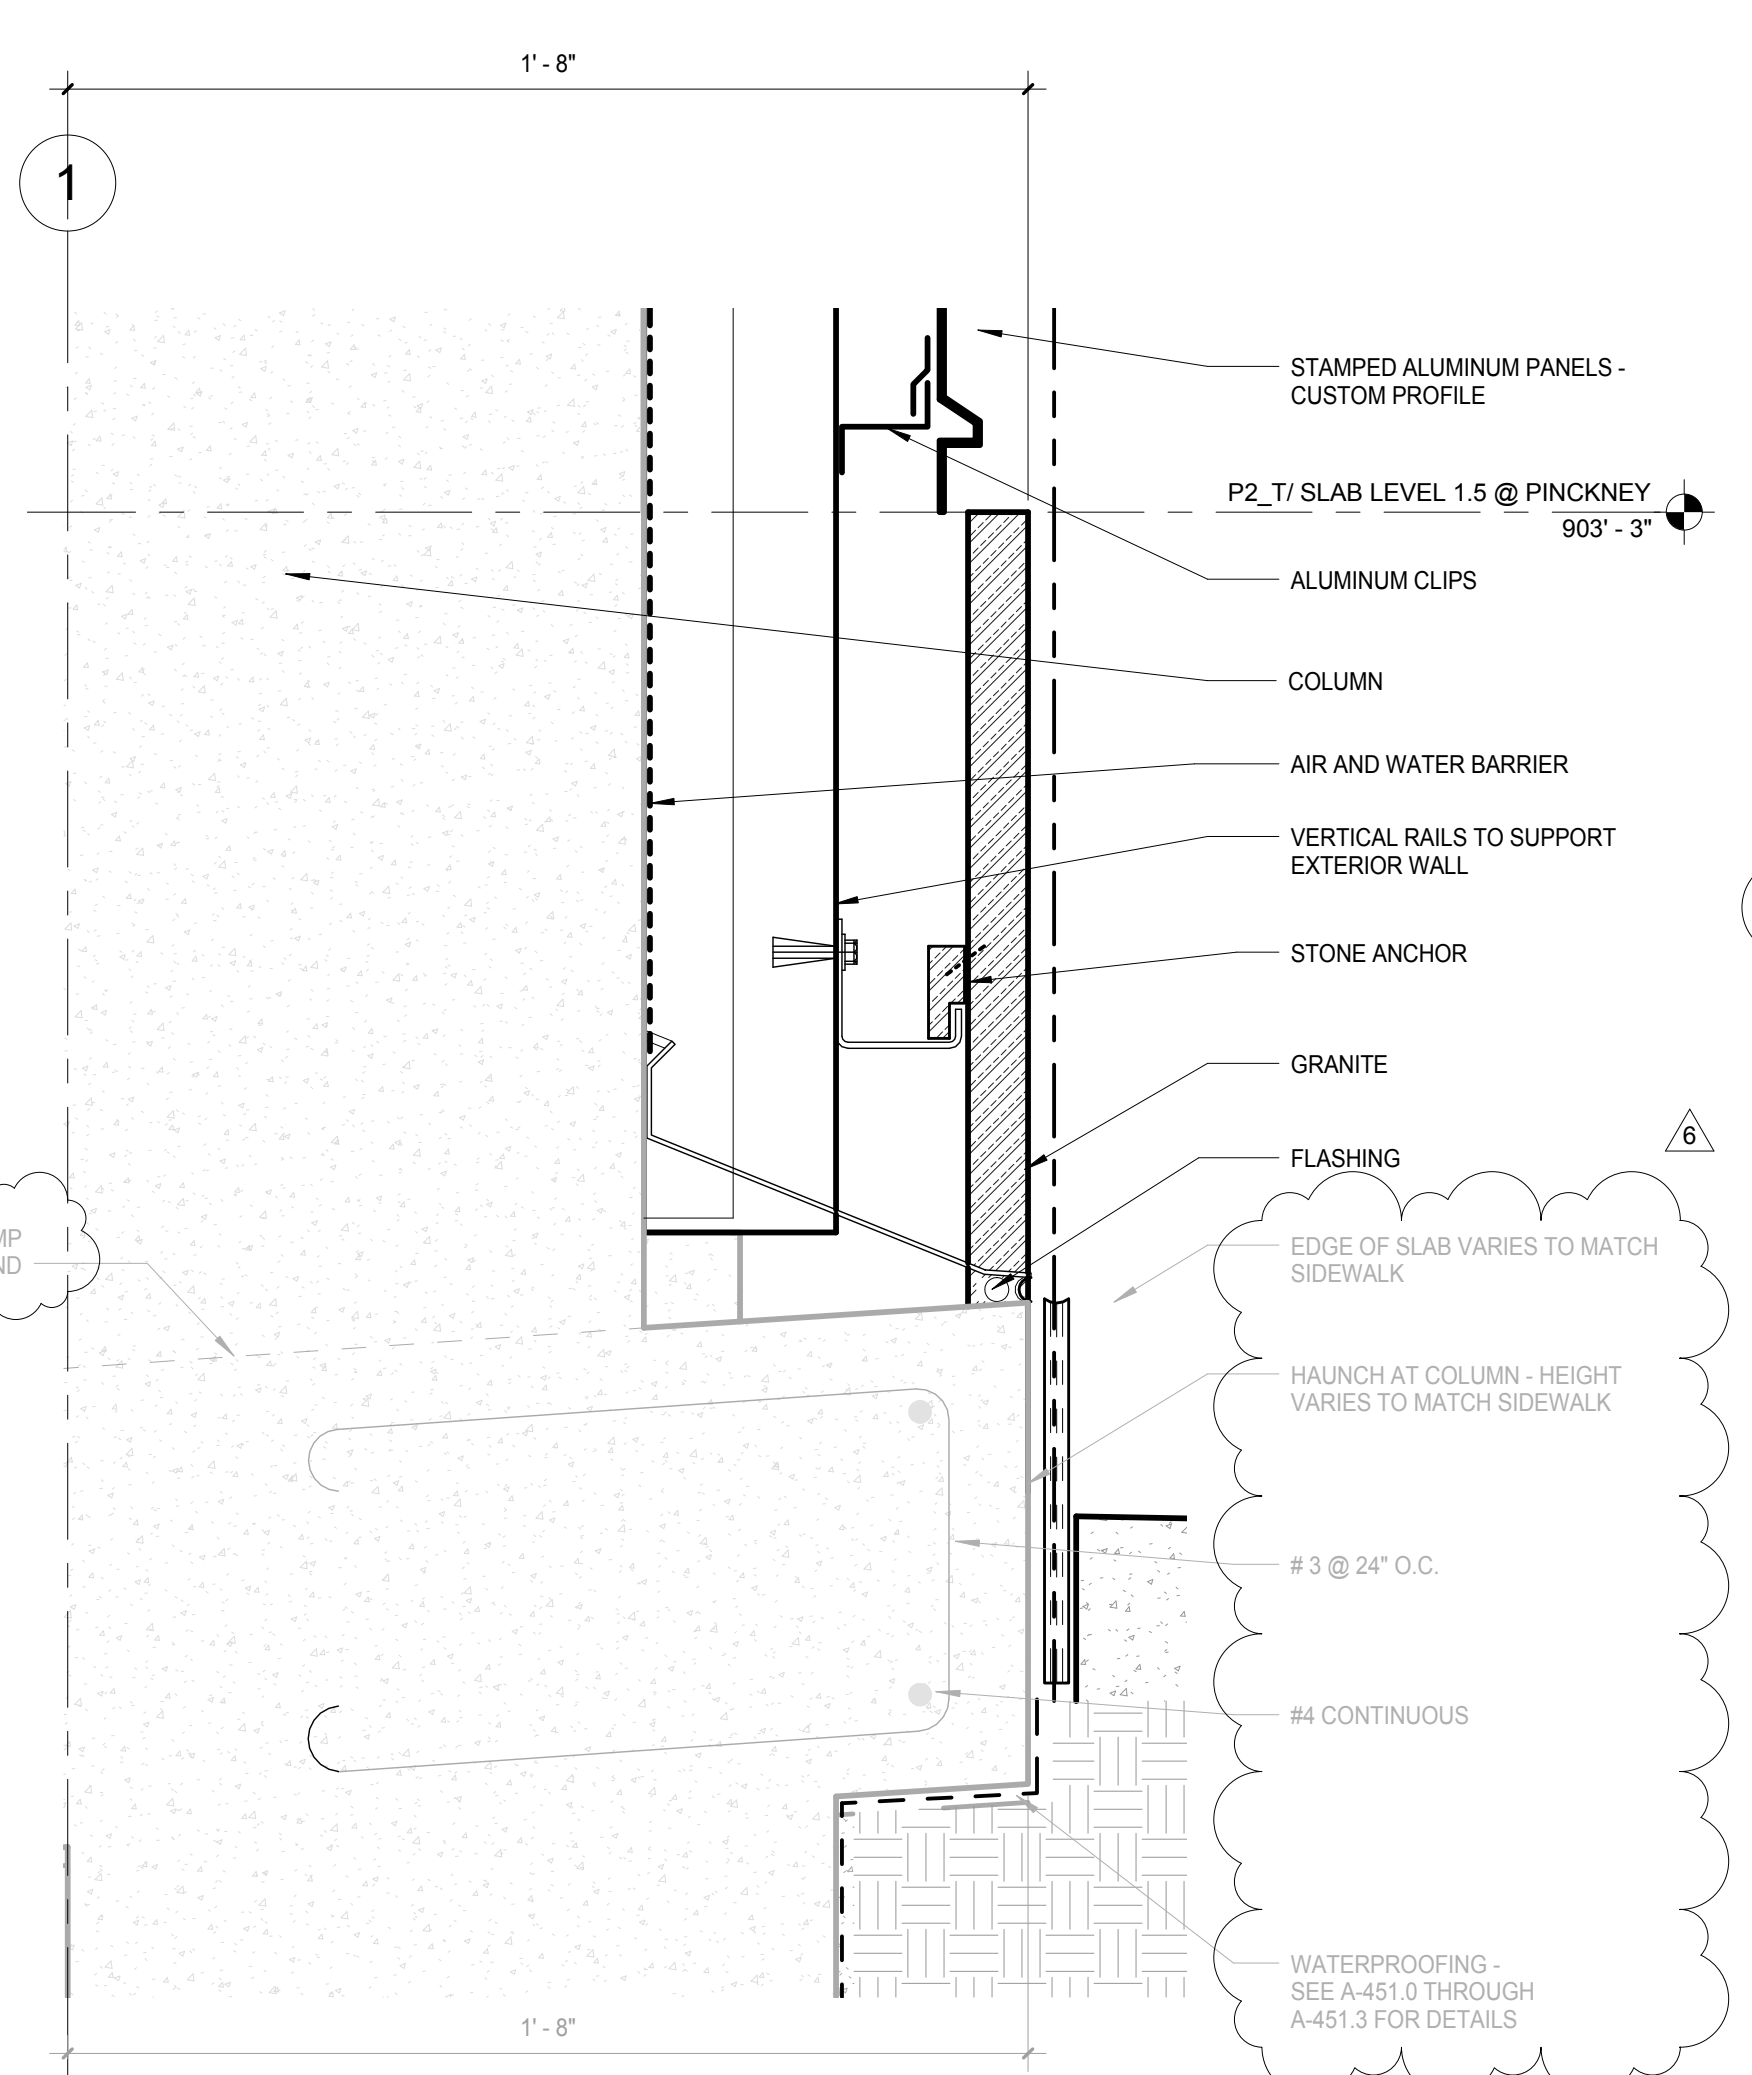 1' - 8"
1
STAMPED ALUMINUM PANELS -
CUSTOM PROFILE
P2_T/ SLAB LEVEL 1.5 @ PINCKNEY
903' - 3"
ALUMINUM CLIPS
COLUMN
AIR AND WATER BARRIER
VERTICAL RAILS TO SUPPORT
EXTERIOR WALL
STONE ANCHOR
GRANITE
6
FLASHING
EDGE OF SLAB VARIES TO MATCH
SIDEWALK
HAUNCH AT COLUMN - HEIGHT
VARIES TO MATCH SIDEWALK
# 3 @ 24" O.C.
#4 CONTINUOUS
WATERPROOFING -
SEE A-451.0 THROUGH
A-451.3 FOR DETAILS
1' - 8"